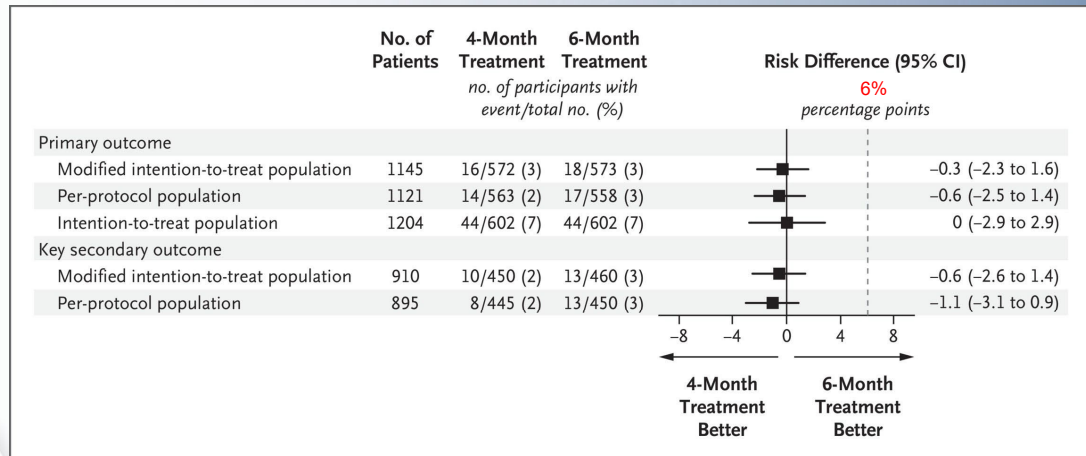 No. of Patients 4-Month Treatment 6-Month Treatment Risk Difference (95% CI)
no. of participants with event/total no. (%) 6% percentage points
Primary outcome
Modified intention-to-treat population 1145 16/572 (3) 18/573 (3) −0.3 (−2.3 to 1.6)
Per-protocol population 1121 14/563 (2) 17/558 (3) −0.6 (−2.5 to 1.4)
Intention-to-treat population 1204 44/602 (7) 44/602 (7) 0 (−2.9 to 2.9)
Key secondary outcome
Modified intention-to-treat population 910 10/450 (2) 13/460 (3) −0.6 (−2.6 to 1.4)
Per-protocol population 895 8/445 (2) 13/450 (3) −1.1 (−3.1 to 0.9)
−8 −4 0 4 8
4-Month Treatment Better 6-Month Treatment Better